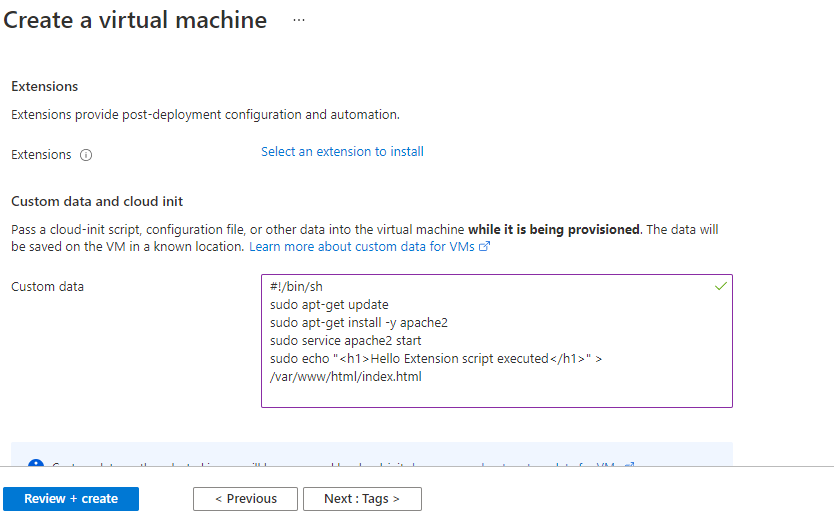 Create a virtual machine ...
Extensions
Extensions provide post-deployment configuration and automation.
Extensions
Select an extension to install
Custom data and cloud init
Pass a cloud-init script, configuration file, or other data into the virtual machine while it is being provisioned. The data will
be saved on the VM in a known location. Learn more about custom data for VMs
Custom data
#!/bin/sh
sudo apt-get update
sudo apt-get install -y apache2
sudo service apache2 start
sudo echo "<h1>Hello Extension script executed</h1>" >
/var/www/html/index.html
Review + create
< Previous
Next : Tags >